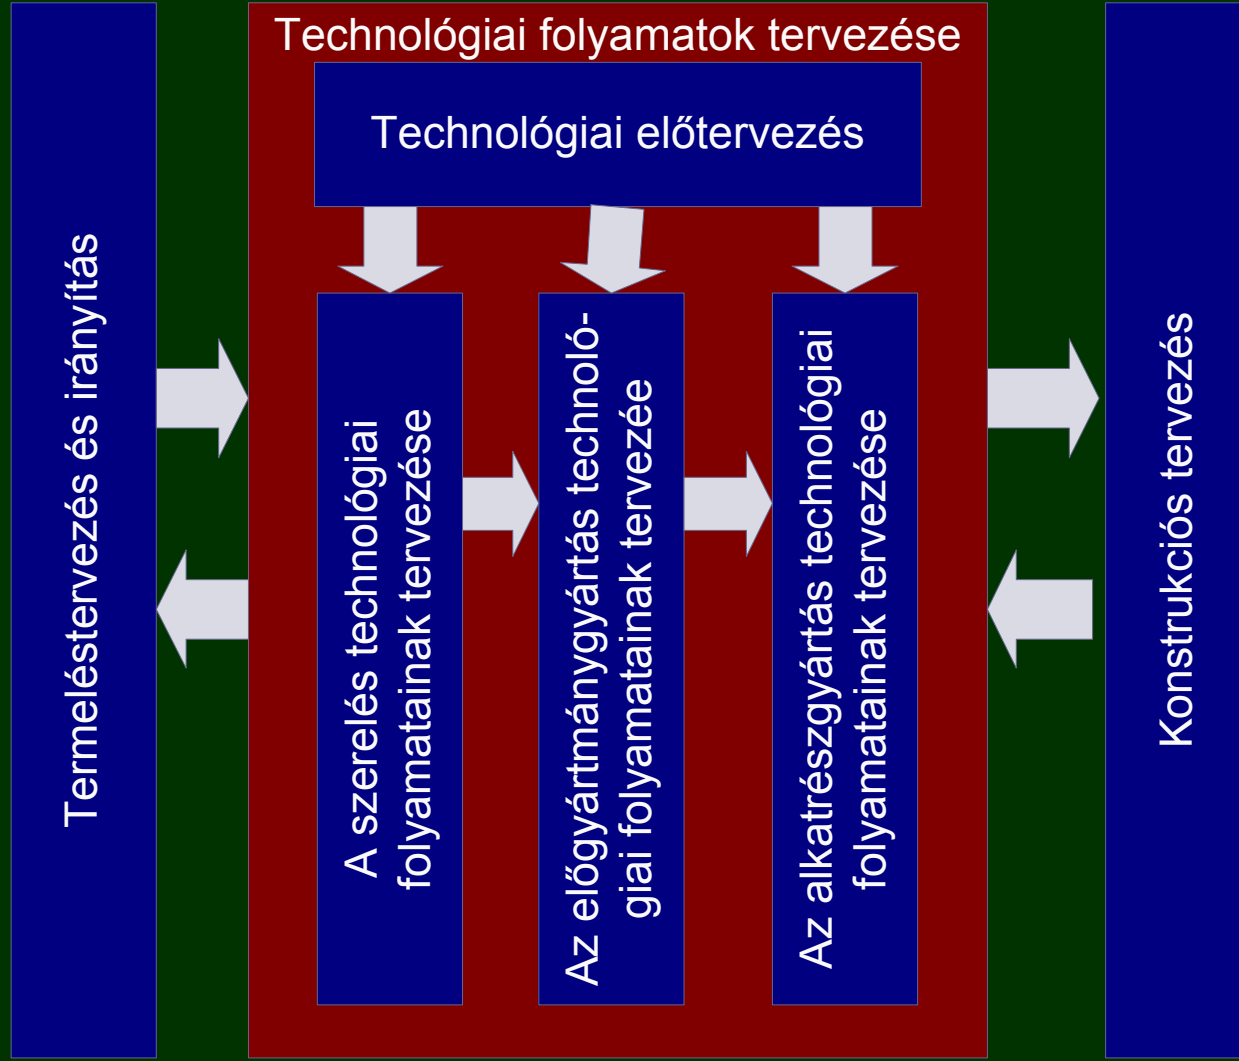 Technológiai folyamatok tervezése
Technológiai előtervezés
Termeléstervezés és irányítás
A szerelés technológiai
folyamatainak tervezése
Az előgyártmánygyártás technoló-
giai folyamatainak tervezée
Az alkatrészgyártás technológiai
folyamatainak tervezése
Konstrukciós tervezés